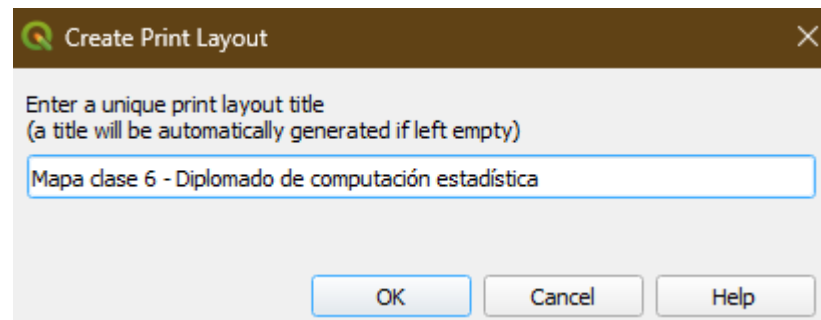 Create Print Layout
Enter a unique print layout title
(a title will be automatically generated if left empty)
Mapa clase 6 - Diplomado de computación estadística
OK Cancel Help